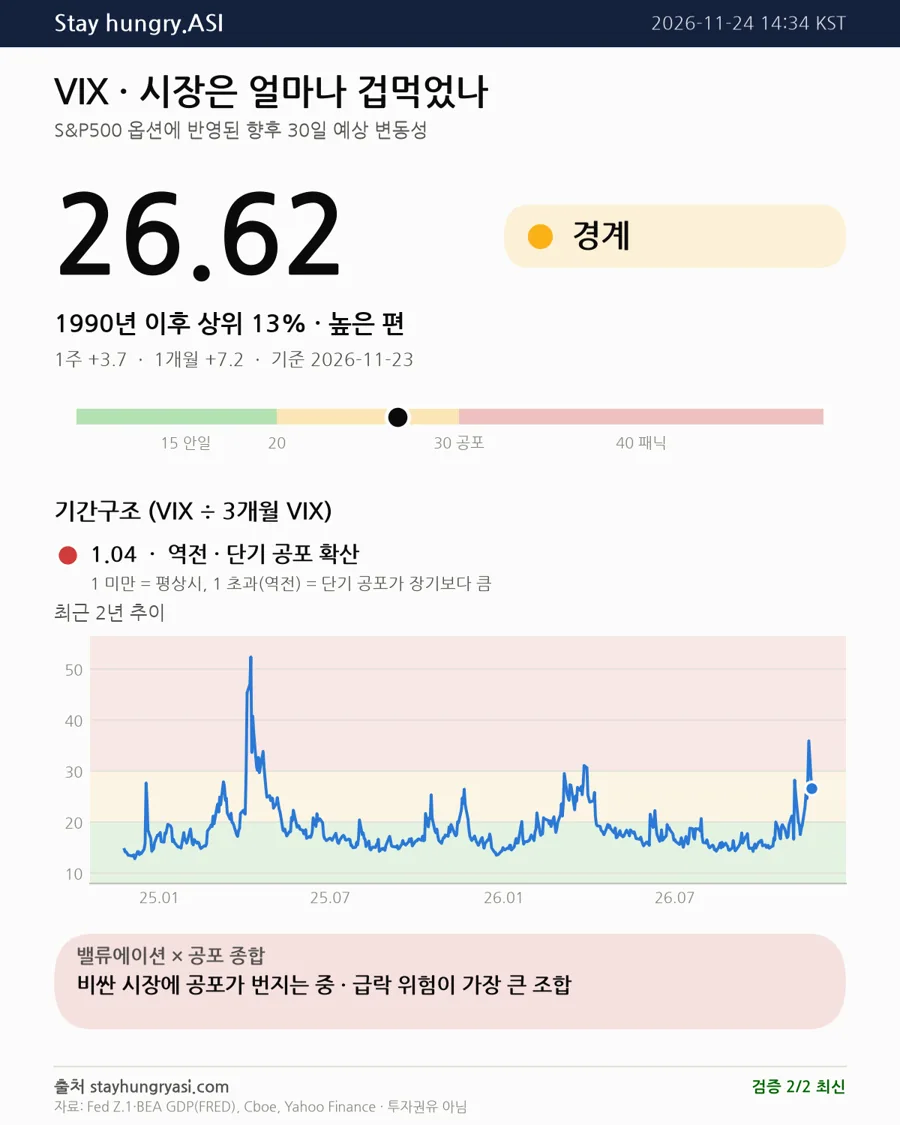 Stay hungry.ASI
2026-11-24 14:34 KST
VIX · 시장은 얼마나 겁먹었나
S&P500 옵션에 반영된 향후 30일 예상 변동성
26.62
경계
1990년 이후 상위 13% · 높은 편
1주 +3.7 · 1개월 +7.2 · 기준 2026-11-23
15 안일
20
30 공포
40 패닉
기간구조 (VIX ÷ 3개월 VIX)
1.04 · 역전 · 단기 공포 확산
1 미만 = 평상시, 1 초과(역전) = 단기 공포가 장기보다 큼
최근 2년 추이
50
40
30
20
10
25.01
25.07
26.01
26.07
밸류에이션 × 공포 종합
비싼 시장에 공포가 번지는 중 · 급락 위험이 가장 큰 조합
출처 stayhungryasi.com
검증 2/2 최신
자료: Fed Z.1·BEA GDP(FRED), Cboe, Yahoo Finance · 투자권유 아님